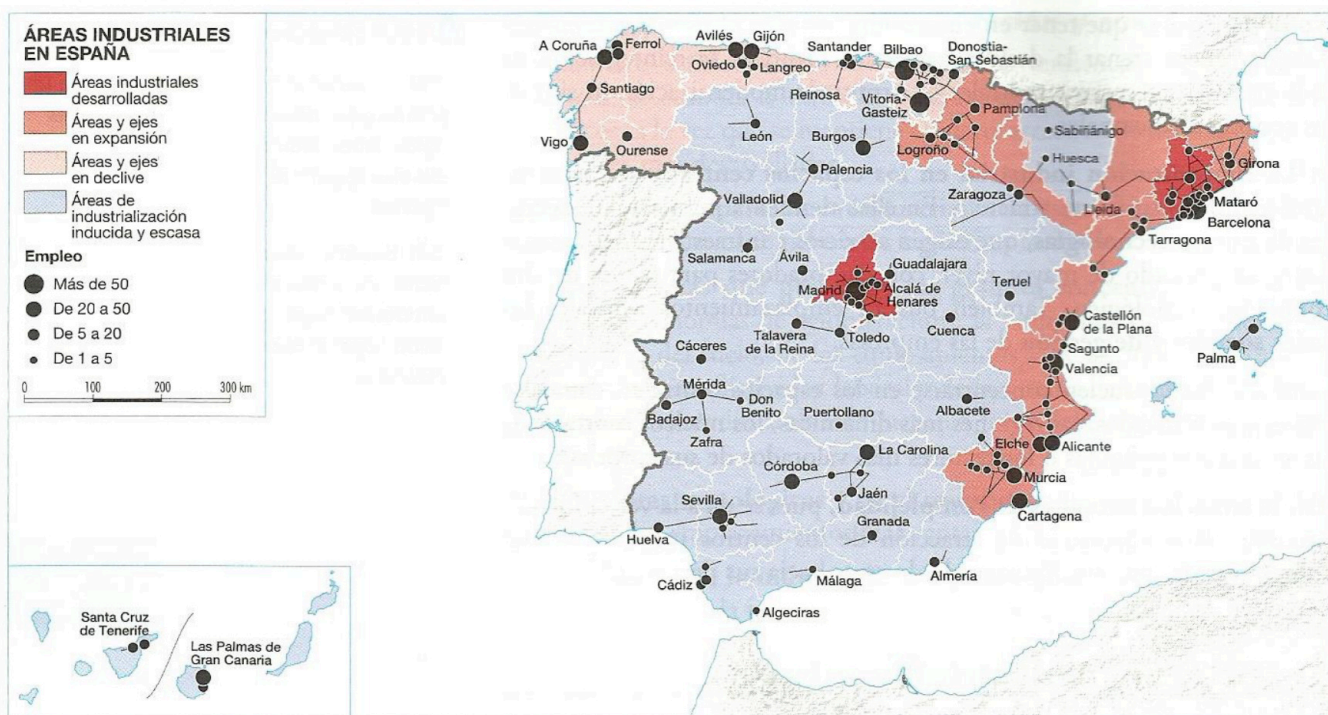 ÁREAS INDUSTRIALES
EN ESPAÑA
Áreas industriales
desarrolladas
Áreas y ejes
en expansión
Áreas y ejes
en declive
Áreas de
industrialización
inducida y escasa
Empleo
Más de 50
De 20 a 50
De 5 a 20
De 1 a 5
0 100 200 300 km
A Coruña
Ferrol
Santiago
Vigo
Ourense
Avilés
Gijón
Oviedo
Langreo
Santander
Reinosa
Bilbao
Donostia-
San Sebastián
Vitoria-
Gasteiz
Pamplona
Logroño
León
Burgos
Palencia
Valladolid
Sabiñánigo
Huesca
Zaragoza
Lleida
Girona
Mataró
Barcelona
Tarragona
Salamanca
Ávila
Guadalajara
Madrid
Alcalá de
Henares
Teruel
Talavera
de la Reina
Toledo
Cuenca
Castellón
de la Plana
Sagunto
Valencia
Palma
Cáceres
Mérida
Badajoz
Don
Benito
Zafra
Puertollano
Albacete
Elche
Alicante
Murcia
Cartagena
La Carolina
Córdoba
Jaén
Sevilla
Huelva
Granada
Cádiz
Málaga
Almería
Algeciras
Santa Cruz
de Tenerife
Las Palmas de
Gran Canaria